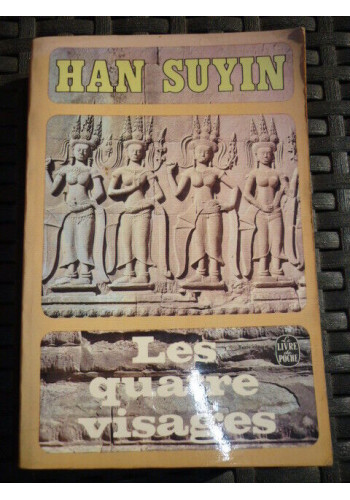 HAN SUYIN
Les
quatre
visages
LE
LIVRE
de
POCHE